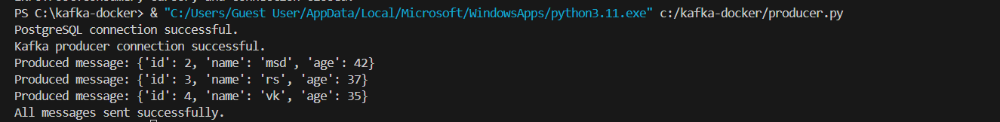 PS C:\kafka-docker> & "C:/Users/Guest User/AppData/Local/Microsoft/WindowsApps/python3.11.exe" c:/kafka-docker/producer.py
PostgreSQL connection successful.
Kafka producer connection successful.
Produced message: {'id': 2, 'name': 'msd', 'age': 42}
Produced message: {'id': 3, 'name': 'rs', 'age': 37}
Produced message: {'id': 4, 'name': 'vk', 'age': 35}
All messages sent successfully.